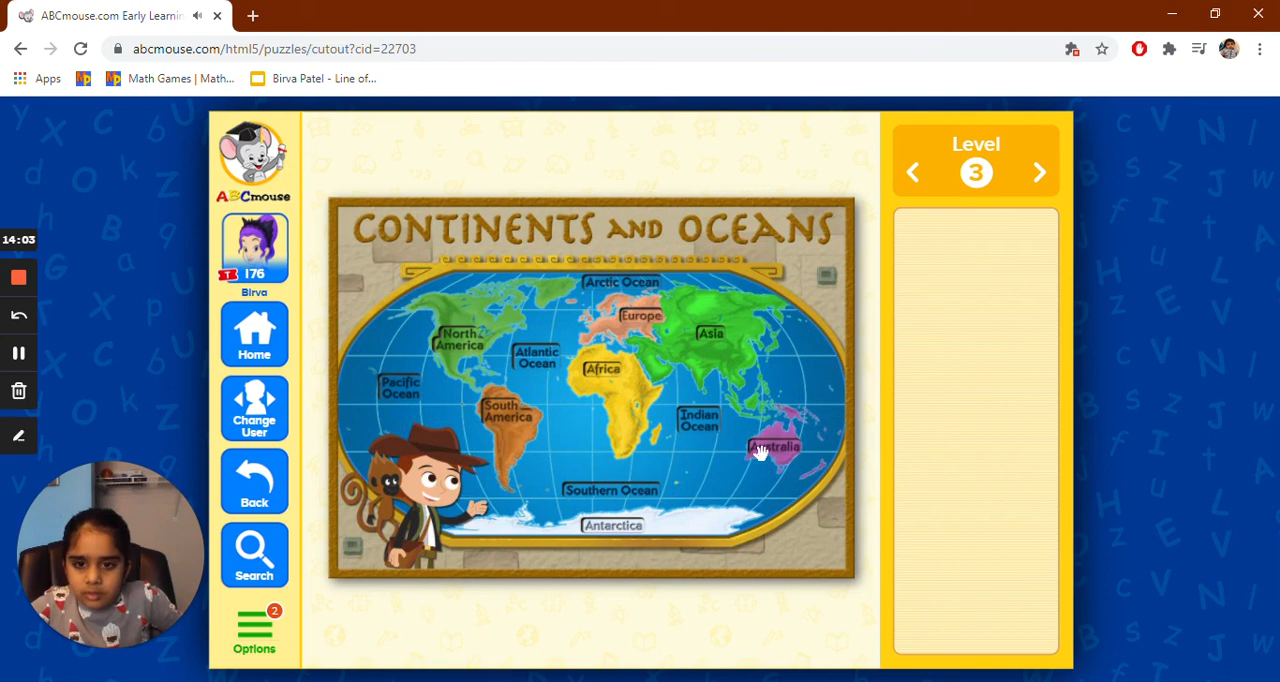 ABCmouse.com Early Learnin
abcmouse.com/html5/puzzles/cutout?cid=22703
Apps
Math Games | Math...
Birva Patel - Line of...
14:03
ABCmouse
T 176
Birva
Home
Change
User
Back
Search
2
Options
CONTINENTS AND OCEANS
Arctic Ocean
Europe
North
America
Asia
Atlantic
Ocean
Africa
Pacific
Ocean
South
America
Indian
Ocean
Australia
Southern Ocean
Antarctica
Level
3